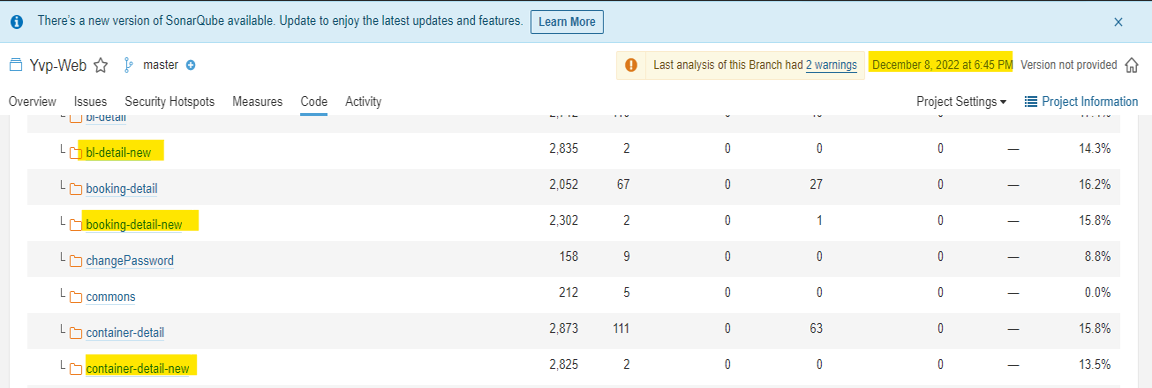 There's a new version of SonarQube available. Update to enjoy the latest updates and features. Learn More
Yvp-Web master Last analysis of this Branch had 2 warnings December 8, 2022 at 6:45 PM Version not provided
Overview Issues Security Hotspots Measures Code Activity Project Settings Project Information
bl-detail
bl-detail-new 2,835 2 0 0 0 — 14.3%
booking-detail 2,052 67 0 27 0 — 16.2%
booking-detail-new 2,302 2 0 1 0 — 15.8%
changePassword 158 9 0 0 0 — 8.8%
commons 212 5 0 0 0 — 0.0%
container-detail 2,873 111 0 63 0 — 15.8%
container-detail-new 2,825 2 0 0 0 — 13.5%